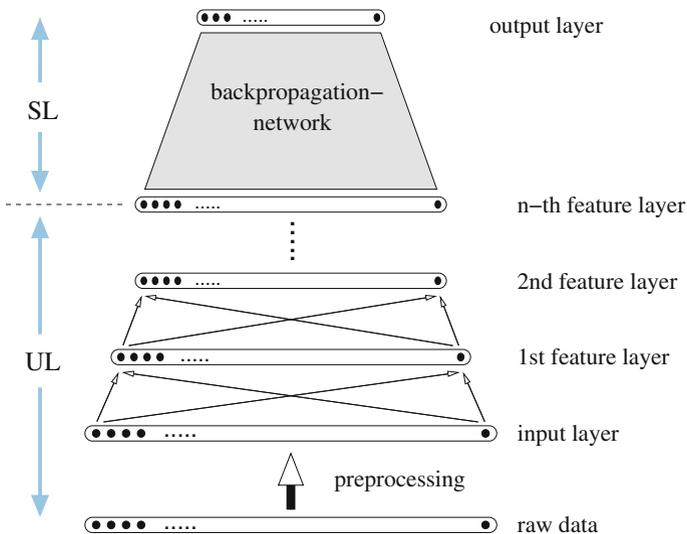 output layer
SL
backpropagation–
network
n–th feature layer
2nd feature layer
UL
1st feature layer
input layer
preprocessing
raw data